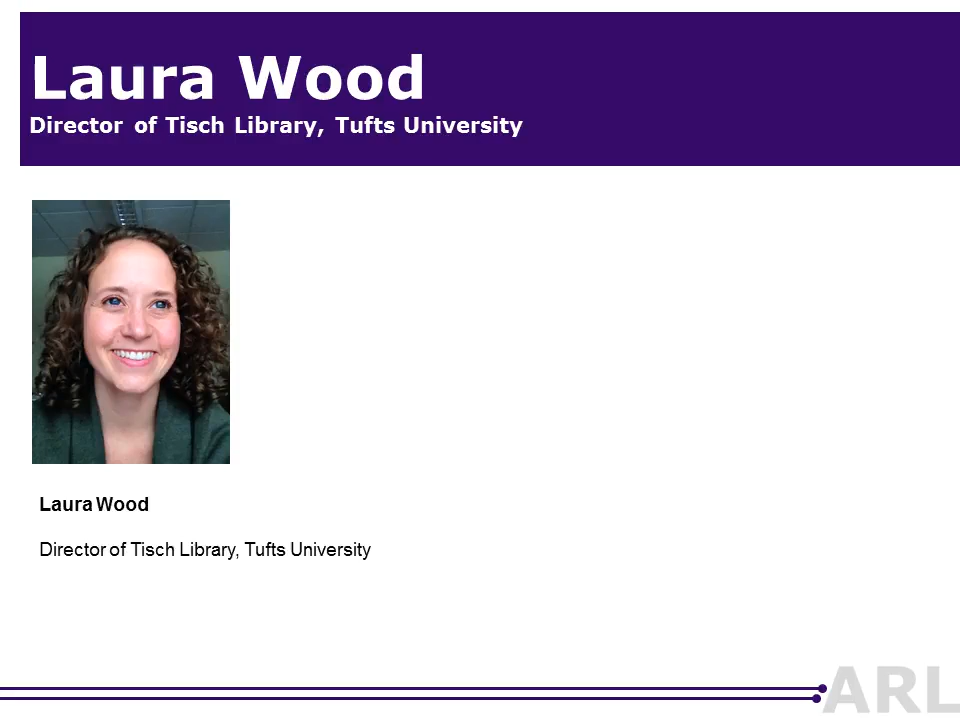 Laura Wood
Director of Tisch Library, Tufts University
Laura Wood
Director of Tisch Library, Tufts University
ARL